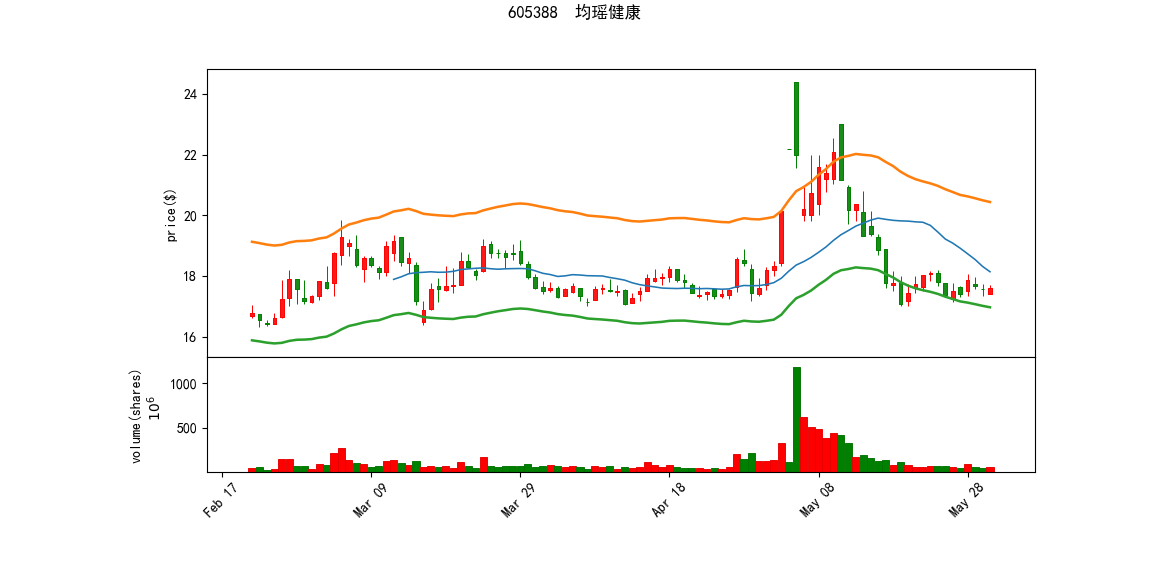 605388 均瑶健康
price($)
24
22
20
18
16
volume(shares)
10^6
1000
500
Feb 17
Mar 09
Mar 29
Apr 18
May 08
May 28